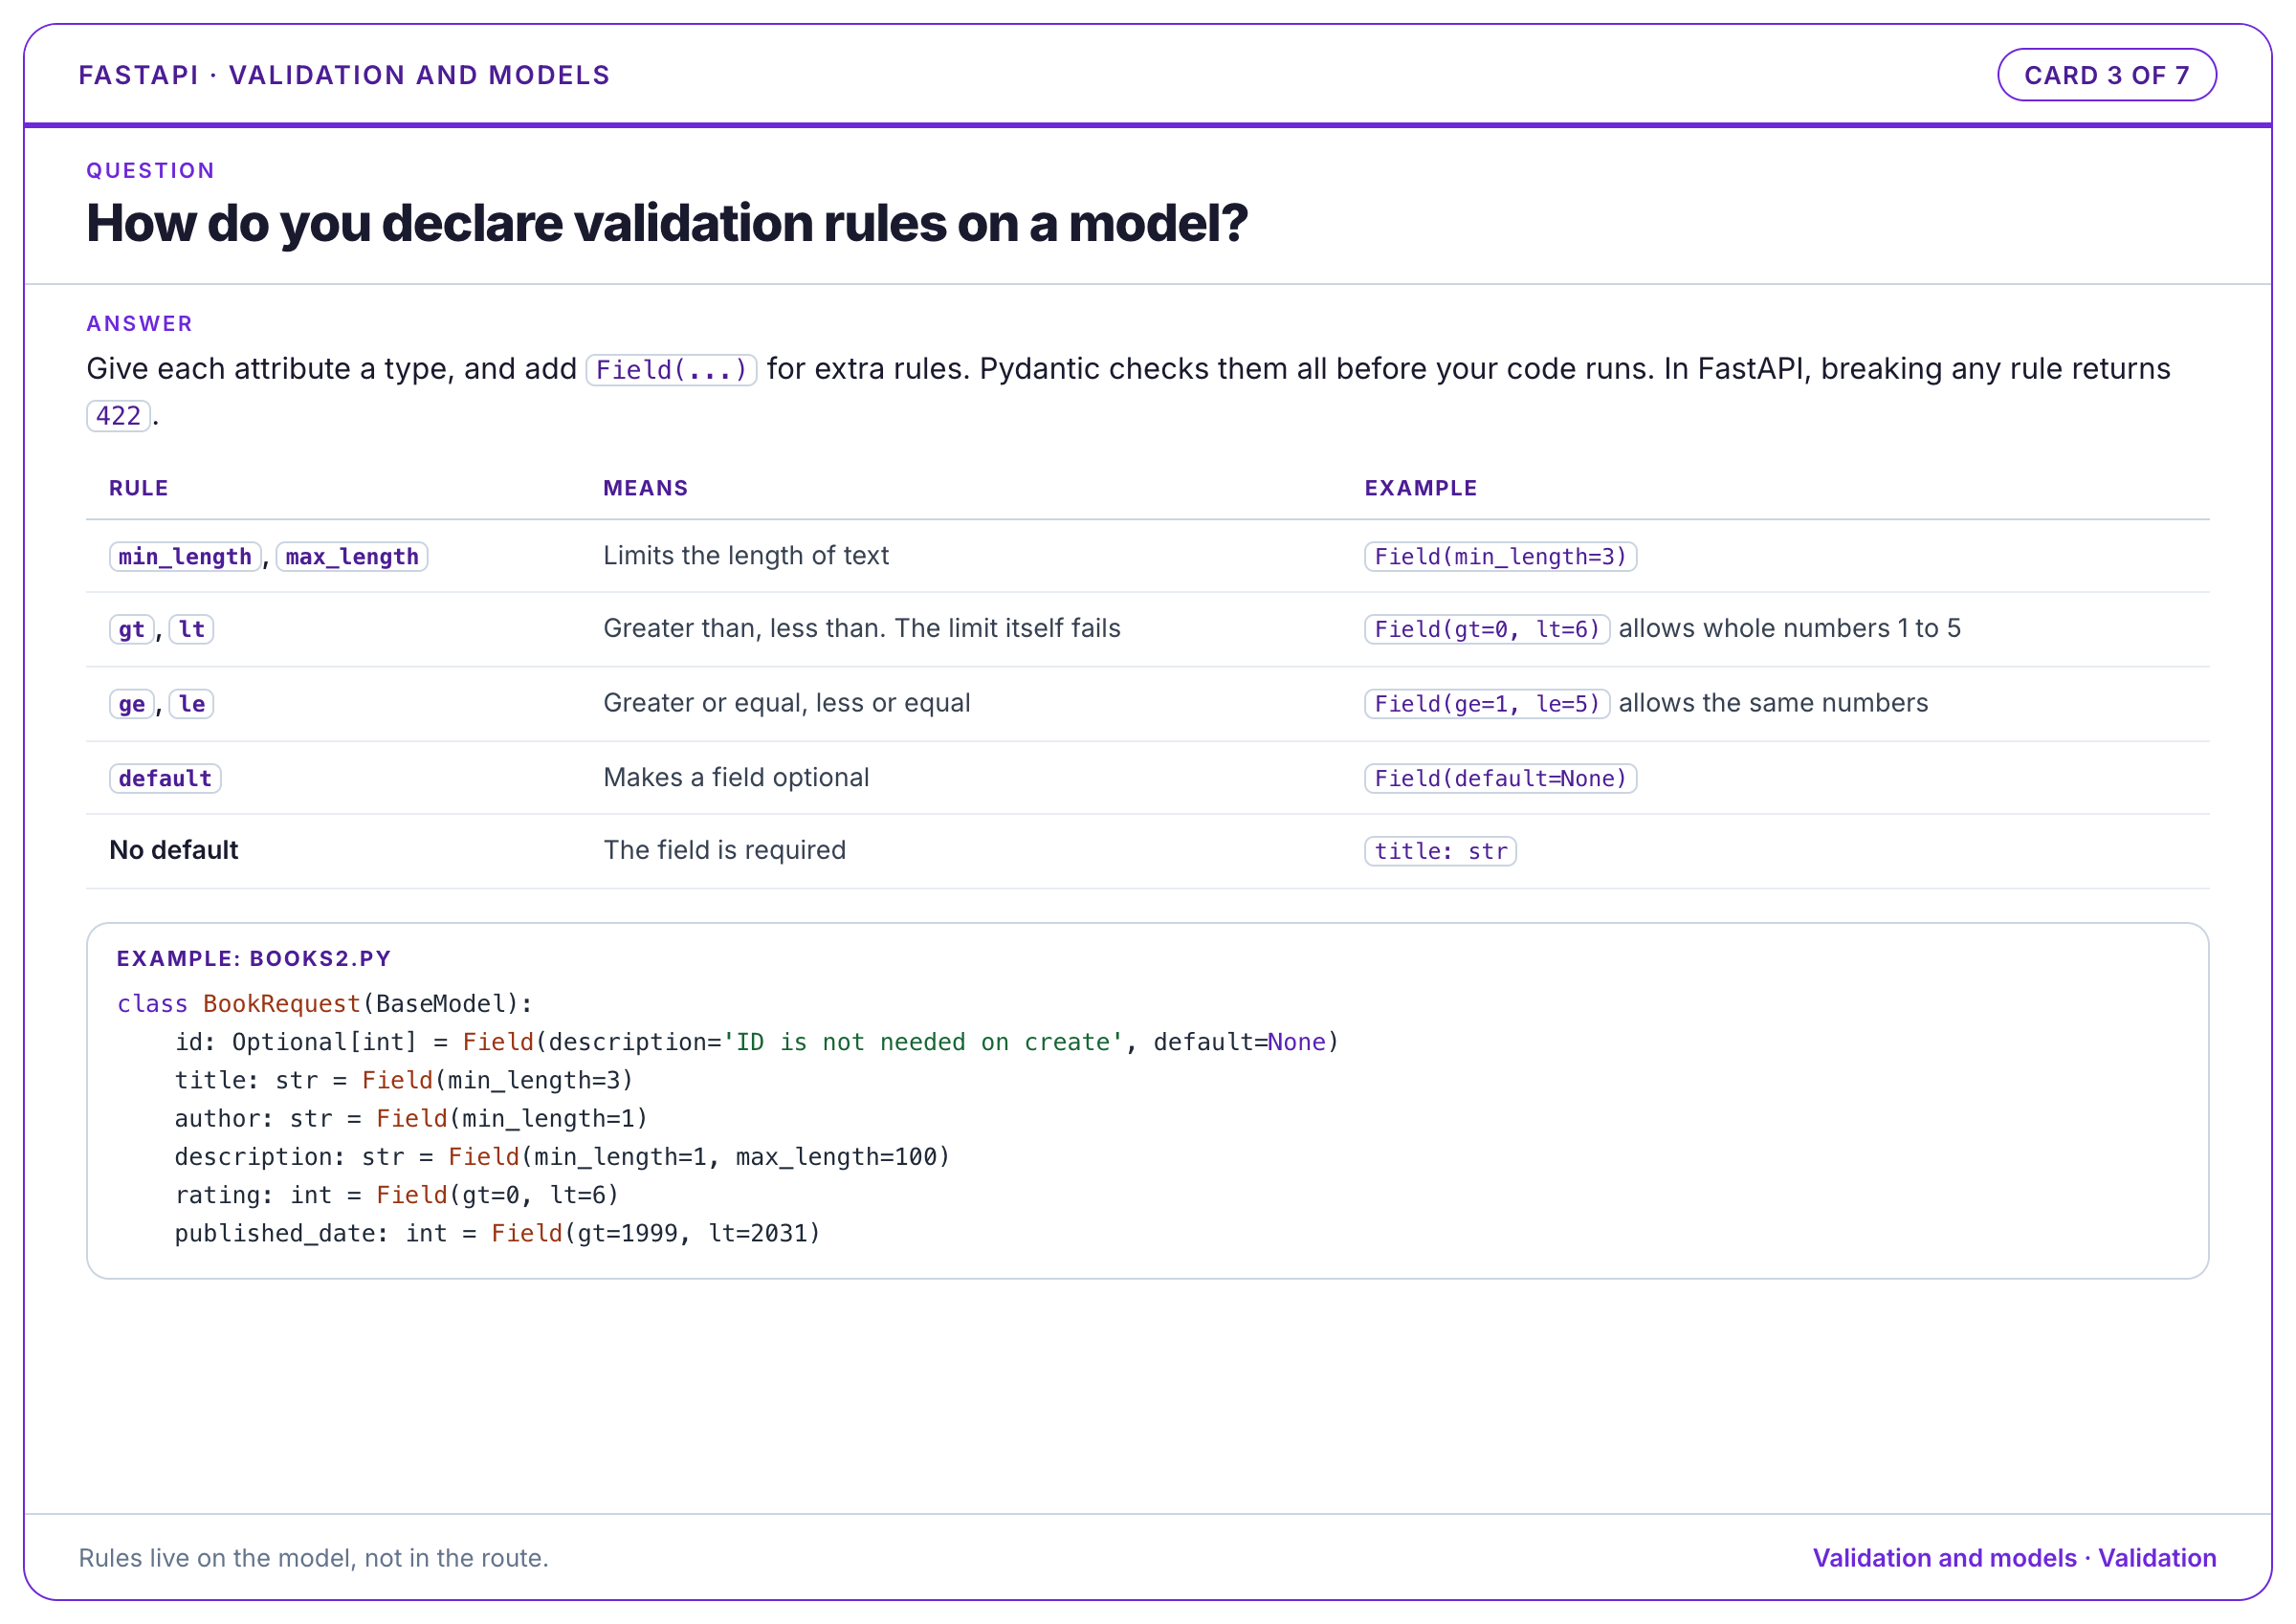 FASTAPI · VALIDATION AND MODELS
CARD 3 OF 7
QUESTION
How do you declare validation rules on a model?
ANSWER
Give each attribute a type, and add Field(...) for extra rules. Pydantic checks them all before your code runs. In FastAPI, breaking any rule returns
422.
RULE MEANS EXAMPLE
min_length, max_length Limits the length of text Field(min_length=3)
gt, lt Greater than, less than. The limit itself fails Field(gt=0, lt=6) allows whole numbers 1 to 5
ge, le Greater or equal, less or equal Field(ge=1, le=5) allows the same numbers
default Makes a field optional Field(default=None)
No default The field is required title: str
EXAMPLE: BOOKS2.PY
class BookRequest(BaseModel):
    id: Optional[int] = Field(description='ID is not needed on create', default=None)
    title: str = Field(min_length=3)
    author: str = Field(min_length=1)
    description: str = Field(min_length=1, max_length=100)
    rating: int = Field(gt=0, lt=6)
    published_date: int = Field(gt=1999, lt=2031)
Rules live on the model, not in the route.
Validation and models · Validation